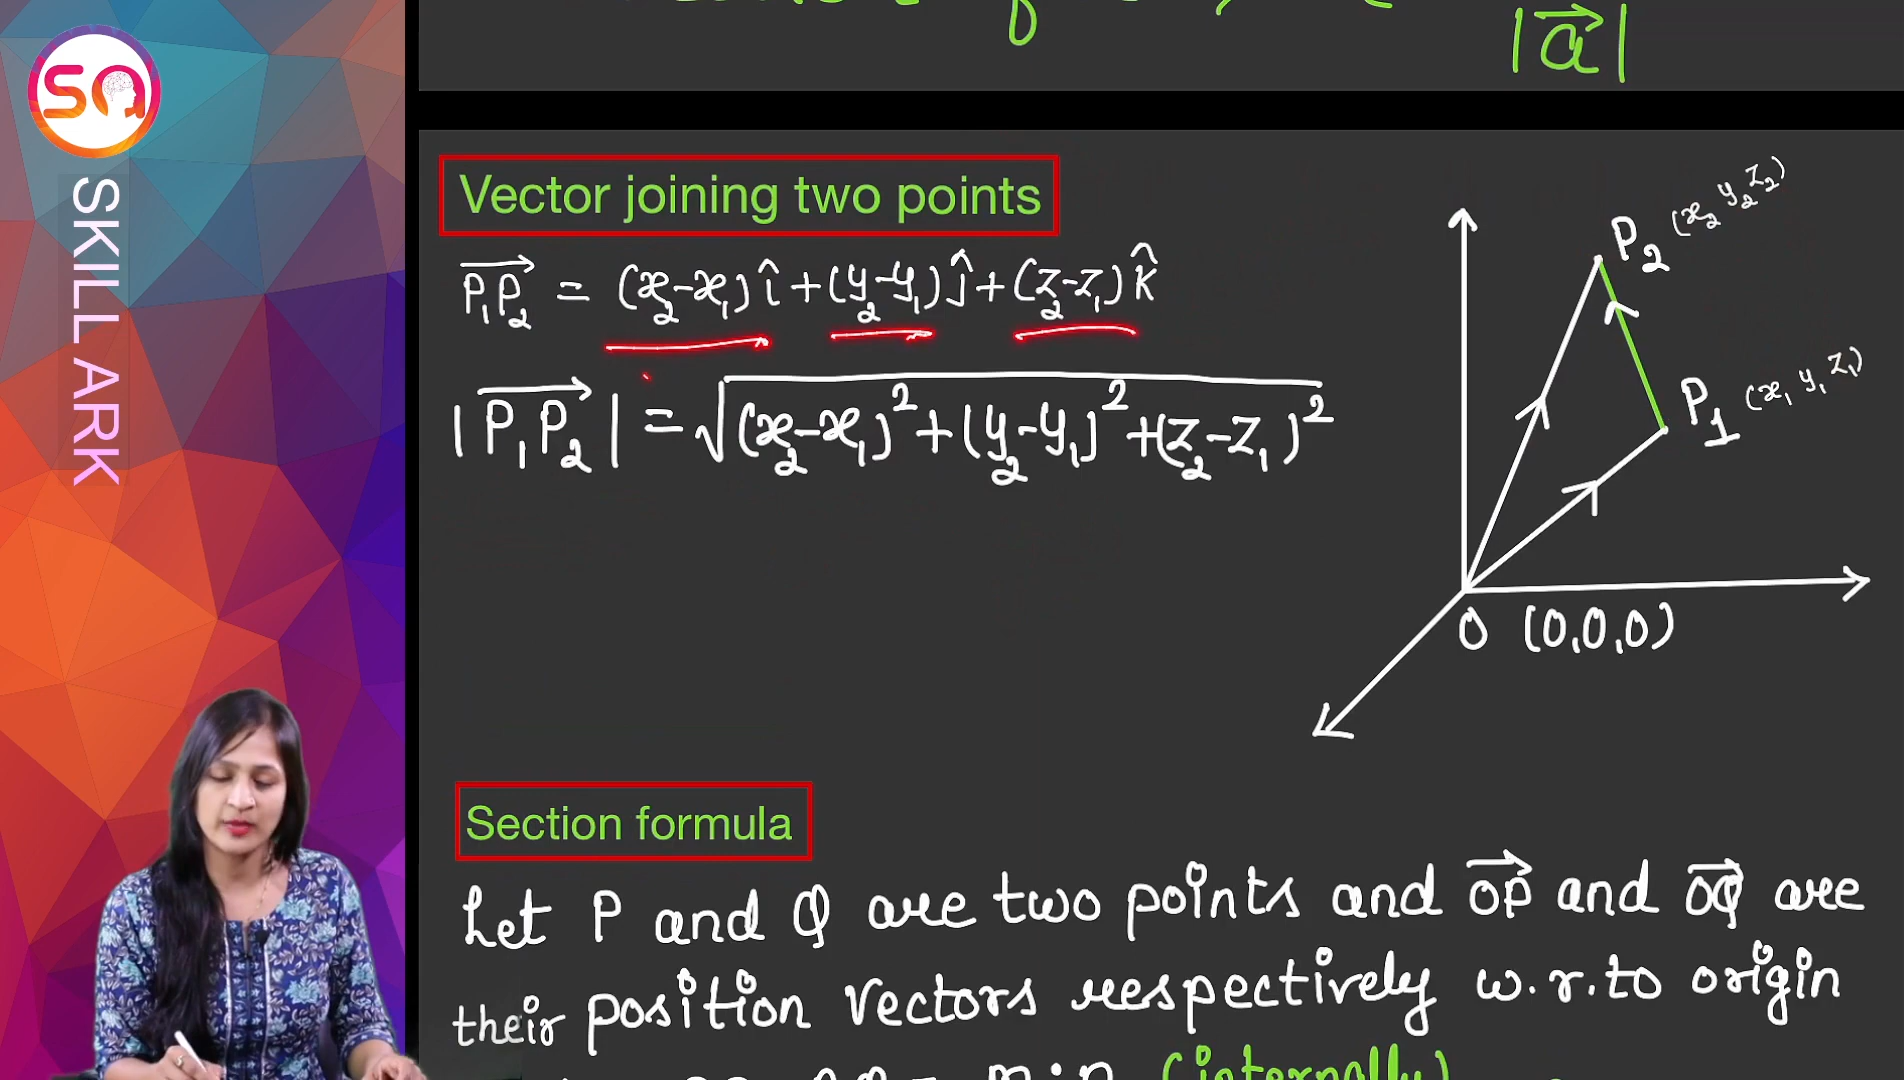 |a⃗|
SKILL ARK
Vector joining two points
P₁P₂⃗ = (x₂-x₁)î+(y₂-y₁)ĵ+(z₂-z₁)k̂
|P₁P₂⃗| = √(x₂-x₁)²+(y₂-y₁)²+(z₂-z₁)²
P₂ (x₂ y₂ z₂)
P₁ (x₁ y₁ z₁)
O (0,0,0)
Section formula
Let P and Q are two points and OP⃗ and OQ⃗ are
their position vectors respectively w.r.to origin
(internally)